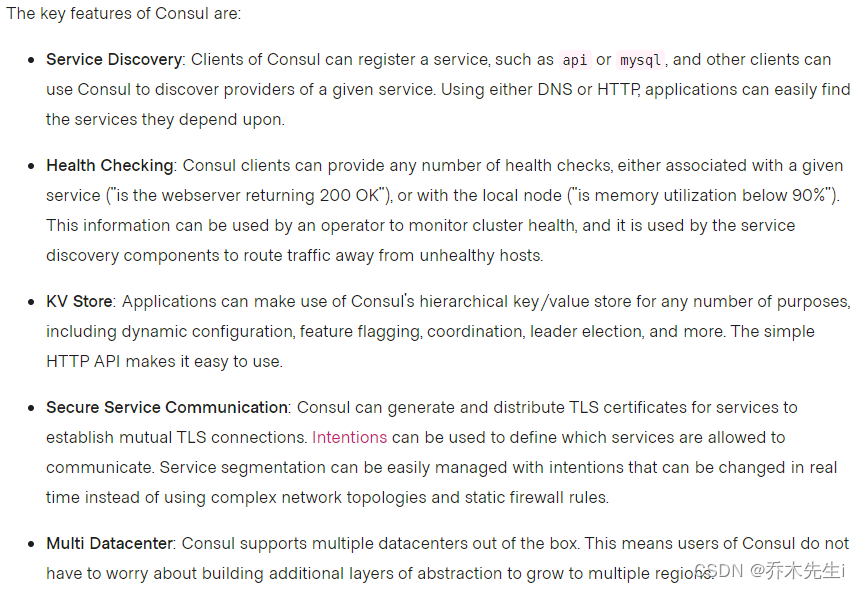 The key features of Consul are:
• Service Discovery: Clients of Consul can register a service, such as api or mysql, and other clients can
use Consul to discover providers of a given service. Using either DNS or HTTP, applications can easily find
the services they depend upon.
• Health Checking: Consul clients can provide any number of health checks, either associated with a given
service ("is the webserver returning 200 OK"), or with the local node ("is memory utilization below 90%").
This information can be used by an operator to monitor cluster health, and it is used by the service
discovery components to route traffic away from unhealthy hosts.
• KV Store: Applications can make use of Consul's hierarchical key/value store for any number of purposes,
including dynamic configuration, feature flagging, coordination, leader election, and more. The simple
HTTP API makes it easy to use.
• Secure Service Communication: Consul can generate and distribute TLS certificates for services to
establish mutual TLS connections. Intentions can be used to define which services are allowed to
communicate. Service segmentation can be easily managed with intentions that can be changed in real
time instead of using complex network topologies and static firewall rules.
• Multi Datacenter: Consul supports multiple datacenters out of the box. This means users of Consul do not
have to worry about building additional layers of abstraction to grow to multiple regions.
CSDN @乔木先生i